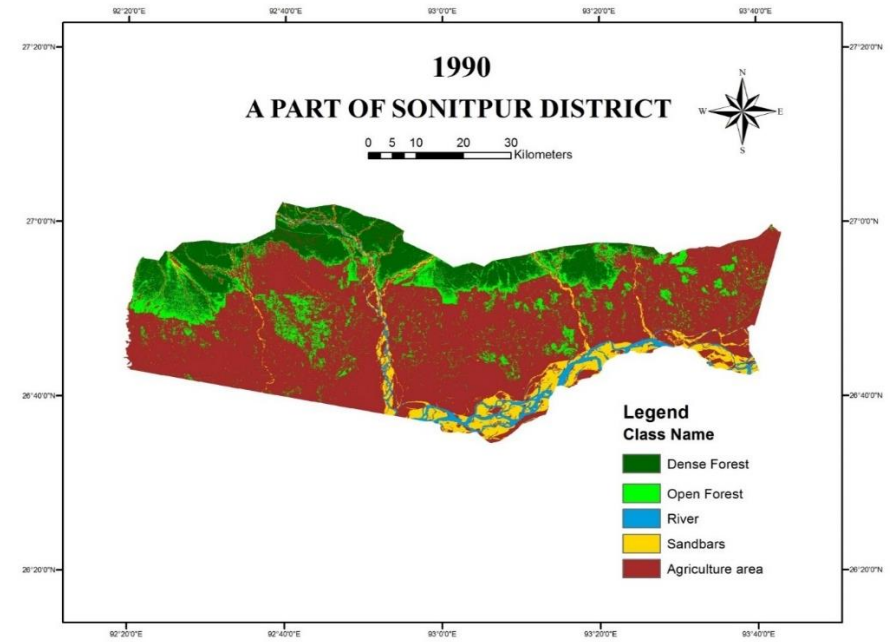 92°20'0"E 92°40'0"E 93°0'0"E 93°20'0"E 93°40'0"E
27°20'0"N 27°20'0"N
1990
A PART OF SONITPUR DISTRICT
N
W E
S
0 5 10 20 30
Kilometers
27°0'0"N 27°0'0"N
26°40'0"N 26°40'0"N
Legend
Class Name
Dense Forest
Open Forest
River
Sandbars
Agriculture area
26°20'0"N 26°20'0"N
92°20'0"E 92°40'0"E 93°0'0"E 93°20'0"E 93°40'0"E